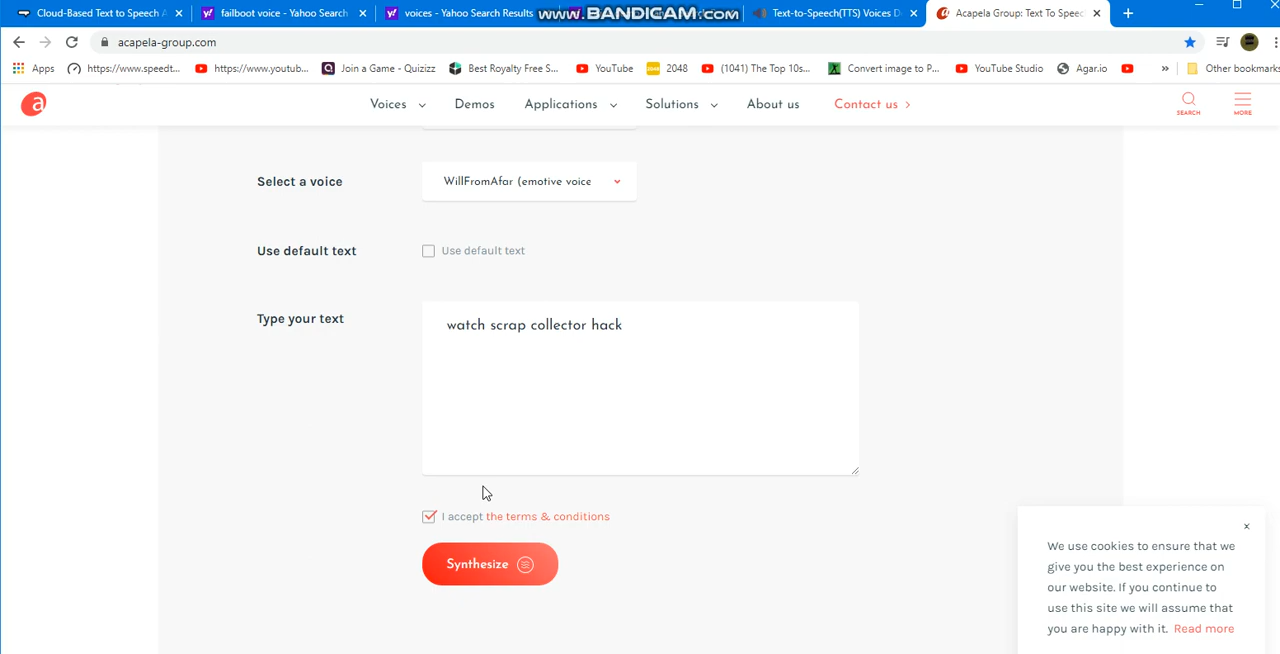 Cloud-Based Text to Speech A
failboot voice - Yahoo Search
voices - Yahoo Search Results
www.BANDICAM.com
Text-to-Speech(TTS) Voices D
Acapela Group: Text To Speec
acapela-group.com
Apps
https://www.speedt...
https://www.youtub...
Join a Game - Quizizz
Best Royalty Free S...
YouTube
2048
(1041) The Top 10s...
Convert image to P...
YouTube Studio
Agar.io
»
Other bookmarks
a
Voices
Demos
Applications
Solutions
About us
Contact us >
SEARCH
MORE
Select a voice
WillFromAfar (emotive voice
Use default text
Use default text
Type your text
watch scrap collector hack
I accept the terms & conditions
Synthesize
We use cookies to ensure that we
give you the best experience on
our website. If you continue to
use this site we will assume that
you are happy with it. Read more